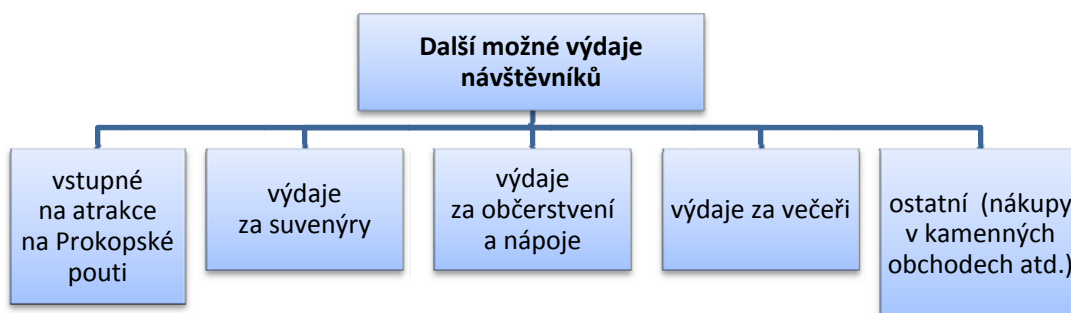 Další možné výdaje
návštěvníků
vstupné
na atrakce
na Prokopské
pouti
výdaje
za suvenýry
výdaje
za občerstvení
a nápoje
výdaje za večeři
ostatní (nákupy
v kamenných
obchodech atd.)